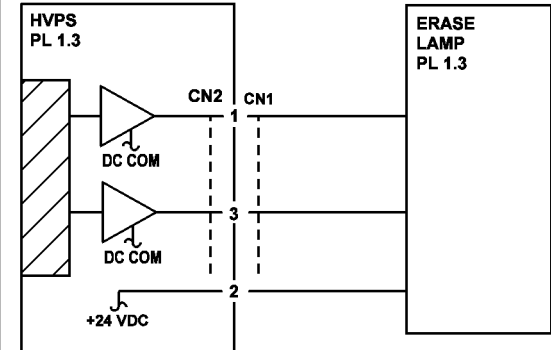 HVPS
PL 1.3
ERASE
LAMP
PL 1.3
CN2 CN1
1
DC COM
3
DC COM
2
+24 VDC